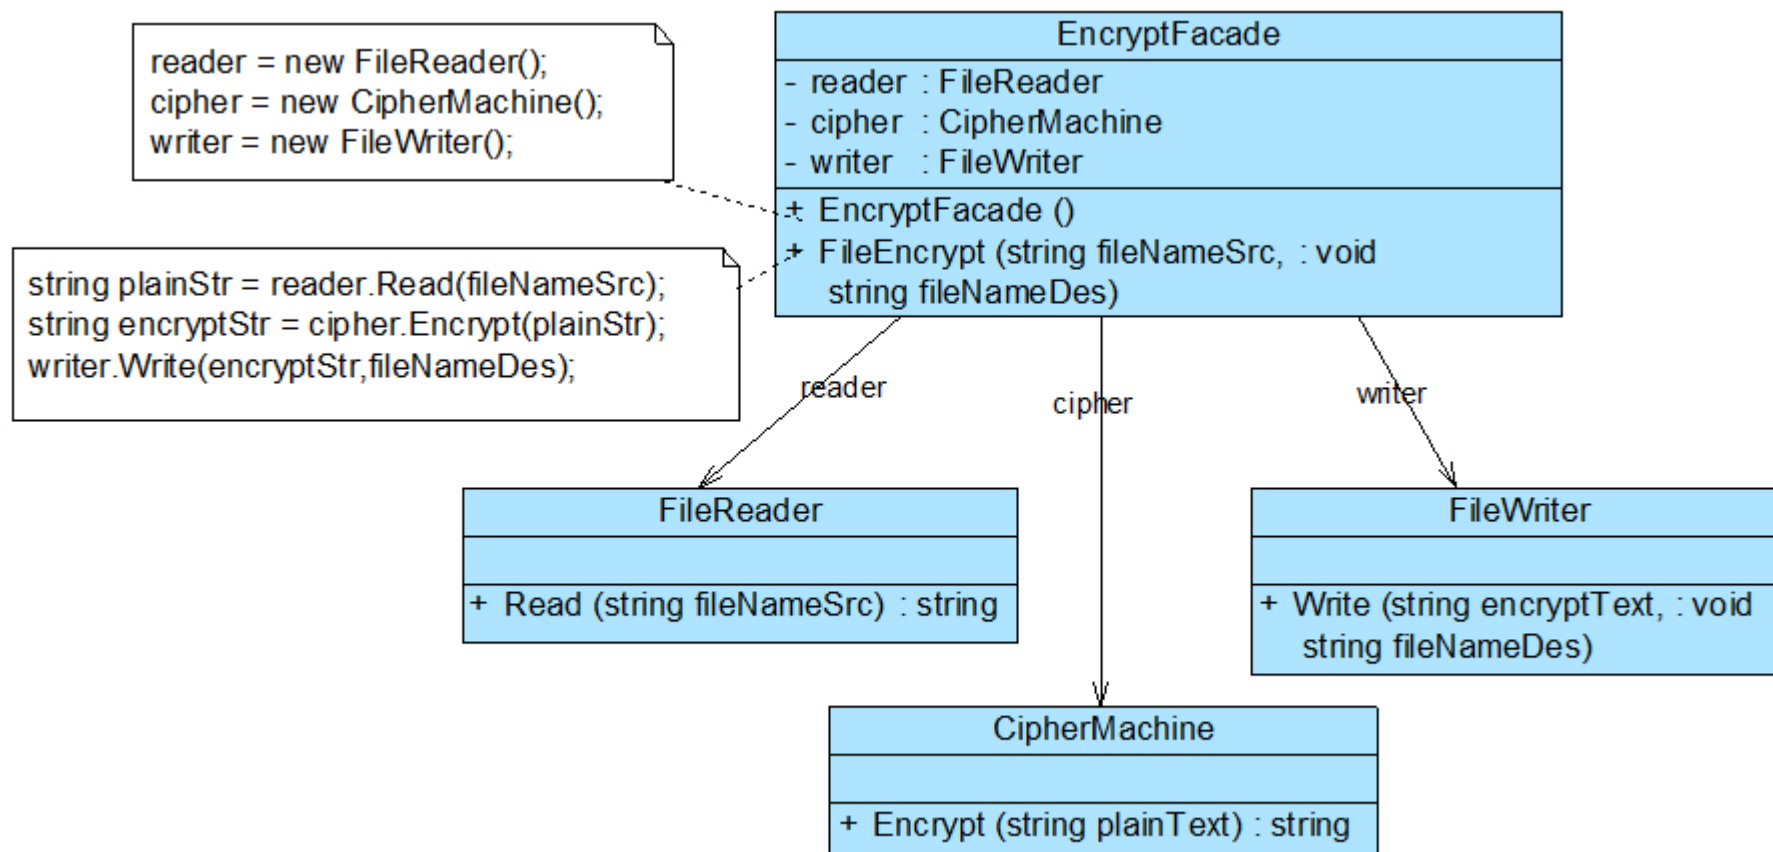 reader = new FileReader();
cipher = new CipherMachine();
writer = new FileWriter();
string plainStr = reader.Read(fileNameSrc);
string encryptStr = cipher.Encrypt(plainStr);
writer.Write(encryptStr,fileNameDes);
EncryptFacade
- reader : FileReader
- cipher : CipherMachine
- writer : FileWriter
+ EncryptFacade ()
+ FileEncrypt (string fileNameSrc, : void
string fileNameDes)
reader
cipher
writer
FileReader
+ Read (string fileNameSrc) : string
FileWriter
+ Write (string encryptText, : void
string fileNameDes)
CipherMachine
+ Encrypt (string plainText) : string